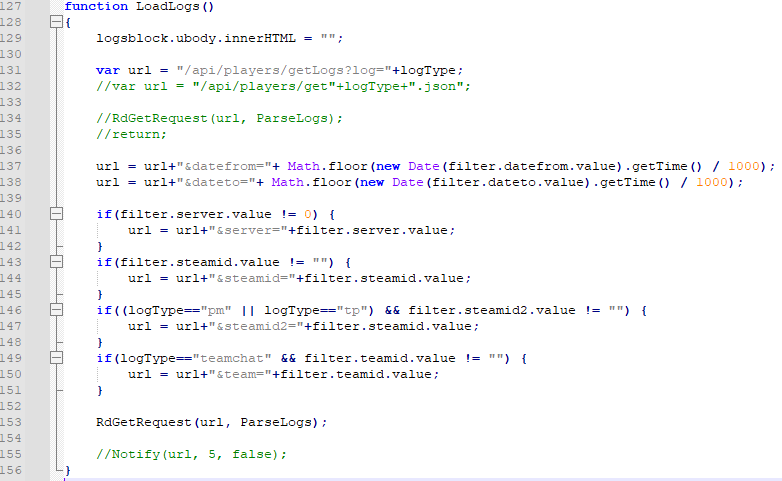 127 function LoadLogs()
128 {
129 logsblock.ubody.innerHTML = "";
130
131 var url = "/api/players/getLogs?log="+logType;
132 //var url = "/api/players/get"+logType+".json";
133
134 //RdGetRequest(url, ParseLogs);
135 //return;
136
137 url = url+"&datefrom="+ Math.floor(new Date(filter.datefrom.value).getTime() / 1000);
138 url = url+"&dateto="+ Math.floor(new Date(filter.dateto.value).getTime() / 1000);
139
140 if(filter.server.value != 0) {
141 url = url+"&server="+filter.server.value;
142 }
143 if(filter.steamid.value != "") {
144 url = url+"&steamid="+filter.steamid.value;
145 }
146 if((logType=="pm" || logType=="tp") && filter.steamid2.value != "") {
147 url = url+"&steamid2="+filter.steamid.value;
148 }
149 if(logType=="teamchat" && filter.teamid.value != "") {
150 url = url+"&team="+filter.teamid.value;
151 }
152
153 RdGetRequest(url, ParseLogs);
154
155 //Notify(url, 5, false);
156 }